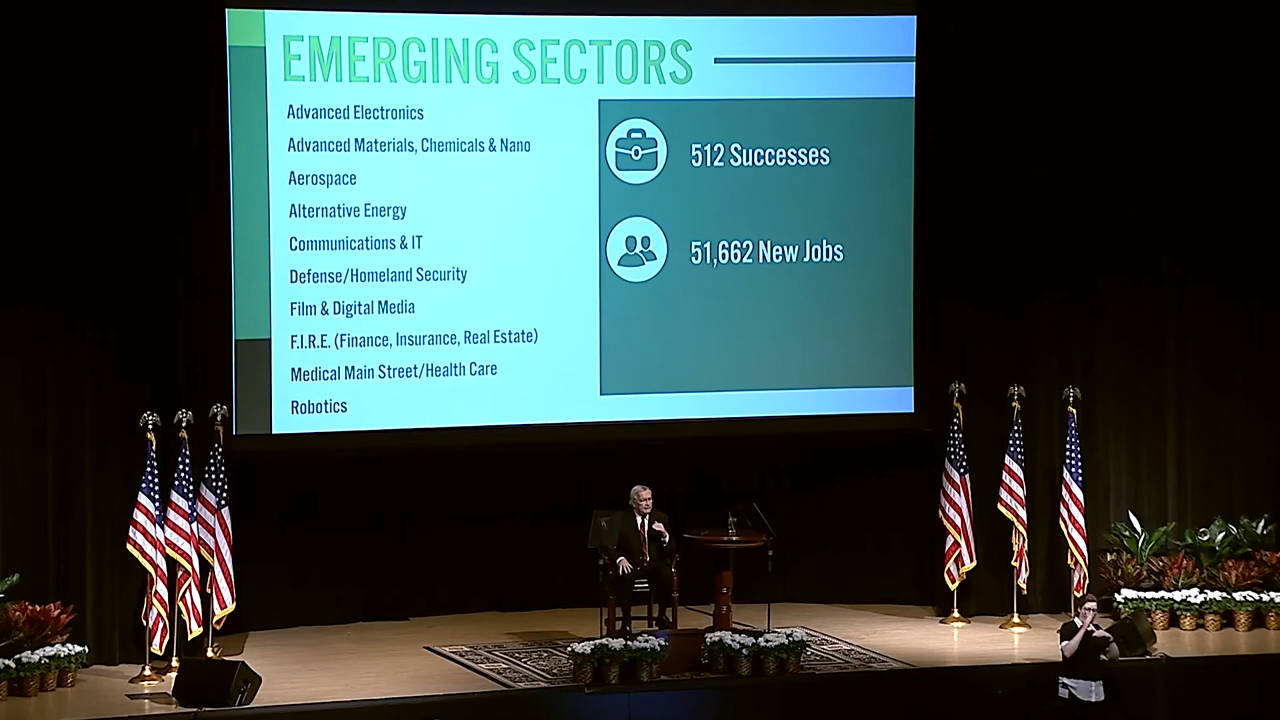 EMERGING SECTORS
Advanced Electronics
Advanced Materials, Chemicals & Nano
Aerospace
Alternative Energy
Communications & IT
Defense/Homeland Security
Film & Digital Media
F.I.R.E. (Finance, Insurance, Real Estate)
Medical Main Street/Health Care
Robotics
512 Successes
51,662 New Jobs